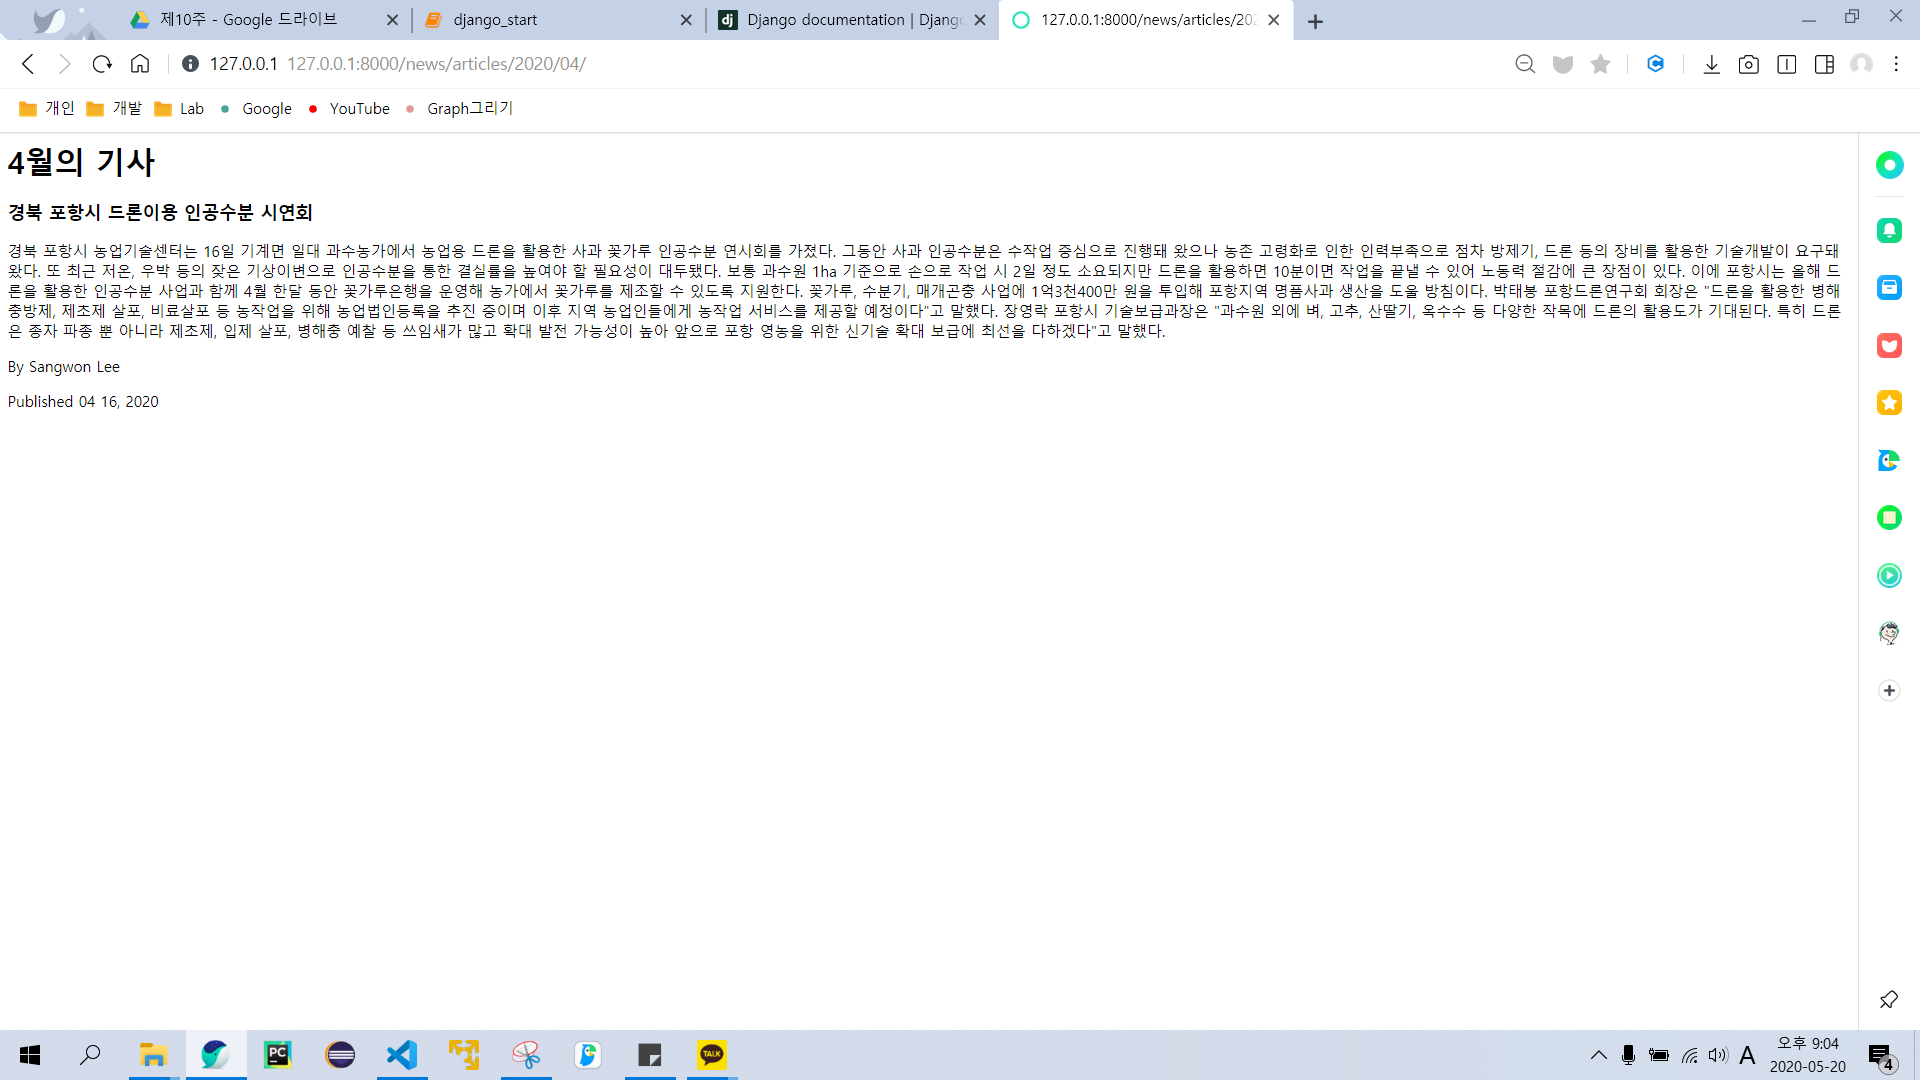 제10주 - Google 드라이브
django_start
Django documentation | Djang
127.0.0.1:8000/news/articles/202
127.0.0.1 127.0.0.1:8000/news/articles/2020/04/
개인 개발 Lab Google YouTube Graph그리기
4월의 기사
경북 포항시 드론이용 인공수분 시연회
경북 포항시 농업기술센터는 16일 기계면 일대 과수농가에서 농업용 드론을 활용한 사과 꽃가루 인공수분 연시회를 가졌다. 그동안 사과 인공수분은 수작업 중심으로 진행돼 왔으나 농촌 고령화로 인한 인력부족으로 점차 방제기, 드론 등의 장비를 활용한 기술개발이 요구돼
왔다. 또 최근 저온, 우박 등의 잦은 기상이변으로 인공수분을 통한 결실률을 높여야 할 필요성이 대두됐다. 보통 과수원 1ha 기준으로 손으로 작업 시 2일 정도 소요되지만 드론을 활용하면 10분이면 작업을 끝낼 수 있어 노동력 절감에 큰 장점이 있다. 이에 포항시는 올해 드
론을 활용한 인공수분 사업과 함께 4월 한달 동안 꽃가루은행을 운영해 농가에서 꽃가루를 제조할 수 있도록 지원한다. 꽃가루, 수분기, 매개곤충 사업에 1억3천400만 원을 투입해 포항지역 명품사과 생산을 도울 방침이다. 박태봉 포항드론연구회 회장은 "드론을 활용한 병해
충방제, 제초제 살포, 비료살포 등 농작업을 위해 농업법인등록을 추진 중이며 이후 지역 농업인들에게 농작업 서비스를 제공할 예정이다"고 말했다. 장영락 포항시 기술보급과장은 "과수원 외에 벼, 고추, 산딸기, 옥수수 등 다양한 작목에 드론의 활용도가 기대된다. 특히 드론
은 종자 파종 뿐 아니라 제초제, 입제 살포, 병해충 예찰 등 쓰임새가 많고 확대 발전 가능성이 높아 앞으로 포항 영농을 위한 신기술 확대 보급에 최선을 다하겠다"고 말했다.
By Sangwon Lee
Published 04 16, 2020
PC
TALK
A
오후 9:04
2020-05-20
4